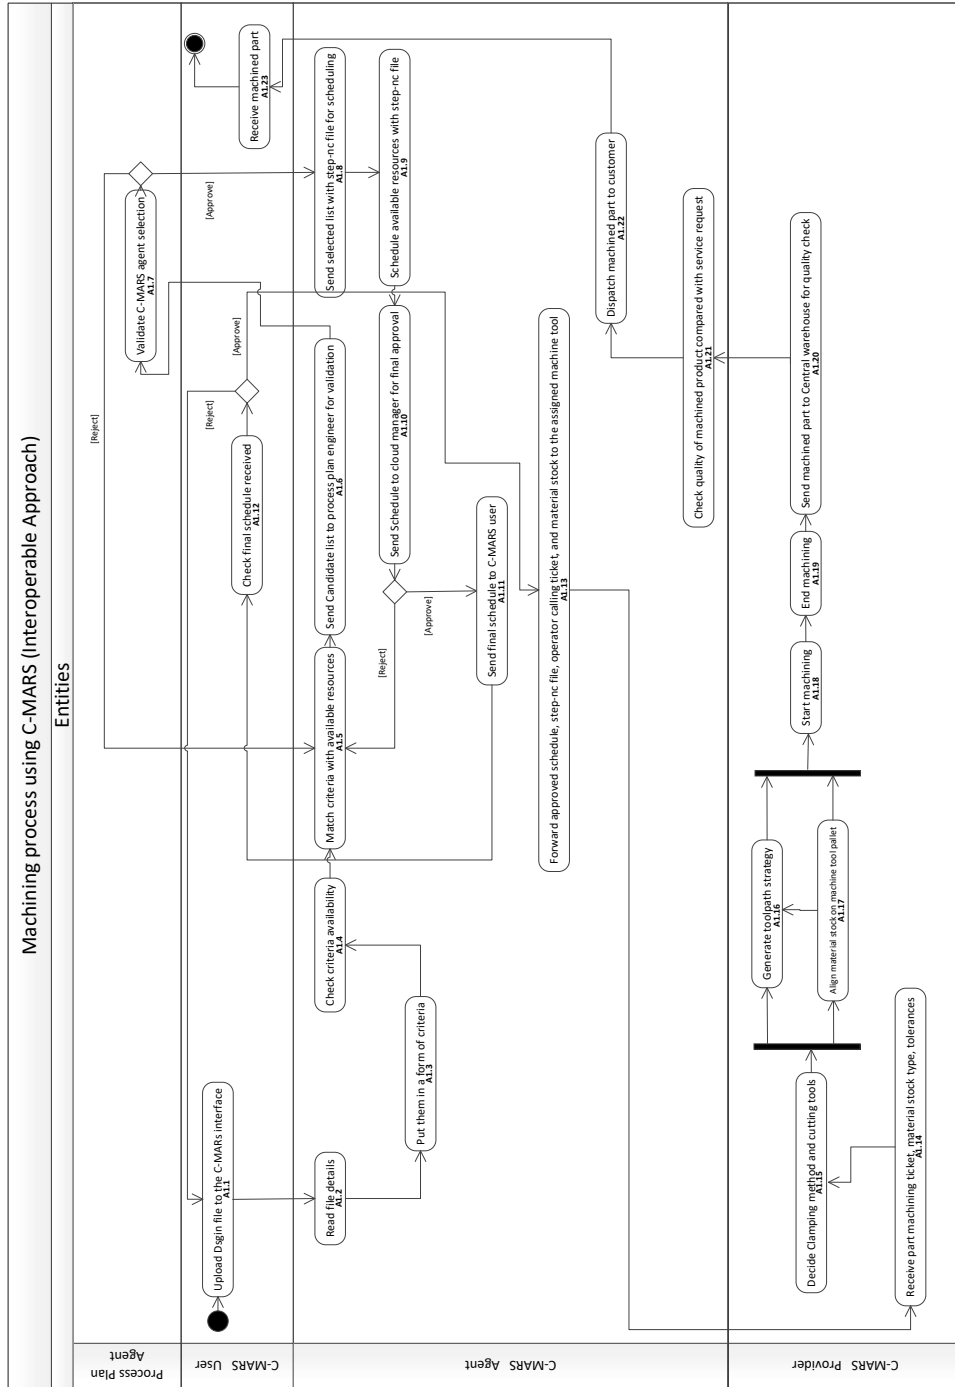 Machining process using C-MARS (Interoperable Approach)
Entities
Process Plan
Agent
C-MARS User
C-MARS Agent
C-MARS Provider
Upload Dsgin file to the C-MARs interface
A1.1
Read file details
A1.2
Put them in a form of criteria
A1.3
Check criteria availability
A1.4
Match criteria with available resources
A1.5
Send Candidate list to process plan engineer for validation
A1.6
Validate C-MARS agent selection
A1.7
[Reject]
[Approve]
Send selected list with step-nc file for scheduling
A1.8
Schedule available resources with step-nc file
A1.9
Send Schedule to cloud manager for final approval
A1.10
[Reject]
[Approve]
Send final schedule to C-MARS user
A1.11
Check final schedule received
A1.12
[Reject]
[Approve]
Forward approved schedule, step-nc file, operator calling ticket, and material stock to the assigned machine tool
A1.13
Receive part machining ticket, material stock type, tolerances
A1.14
Decide Clamping method and cutting tools
A1.15
Generate toolpath strategy
A1.16
Align material stock on machine tool pallet
A1.17
Start machining
A1.18
End machining
A1.19
Send machined part to Central warehouse for quality check
A1.20
Check quality of machined product compared with service request
A1.21
Dispatch machined part to customer
A1.22
Receive machined part
A1.23